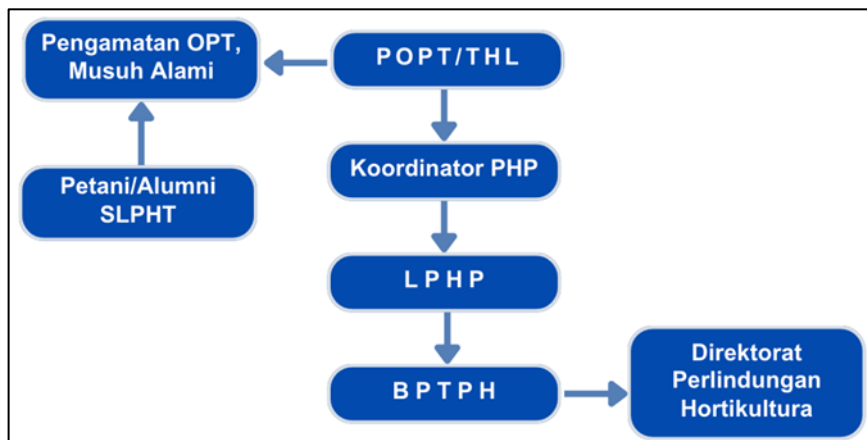 Pengamatan OPT,
Musuh Alami
P O P T / T H L
Petani/Alumni
SLPHT
Koordinator PHP
L P H P
B P T P H
Direktorat
Perlindungan
Hortikultura